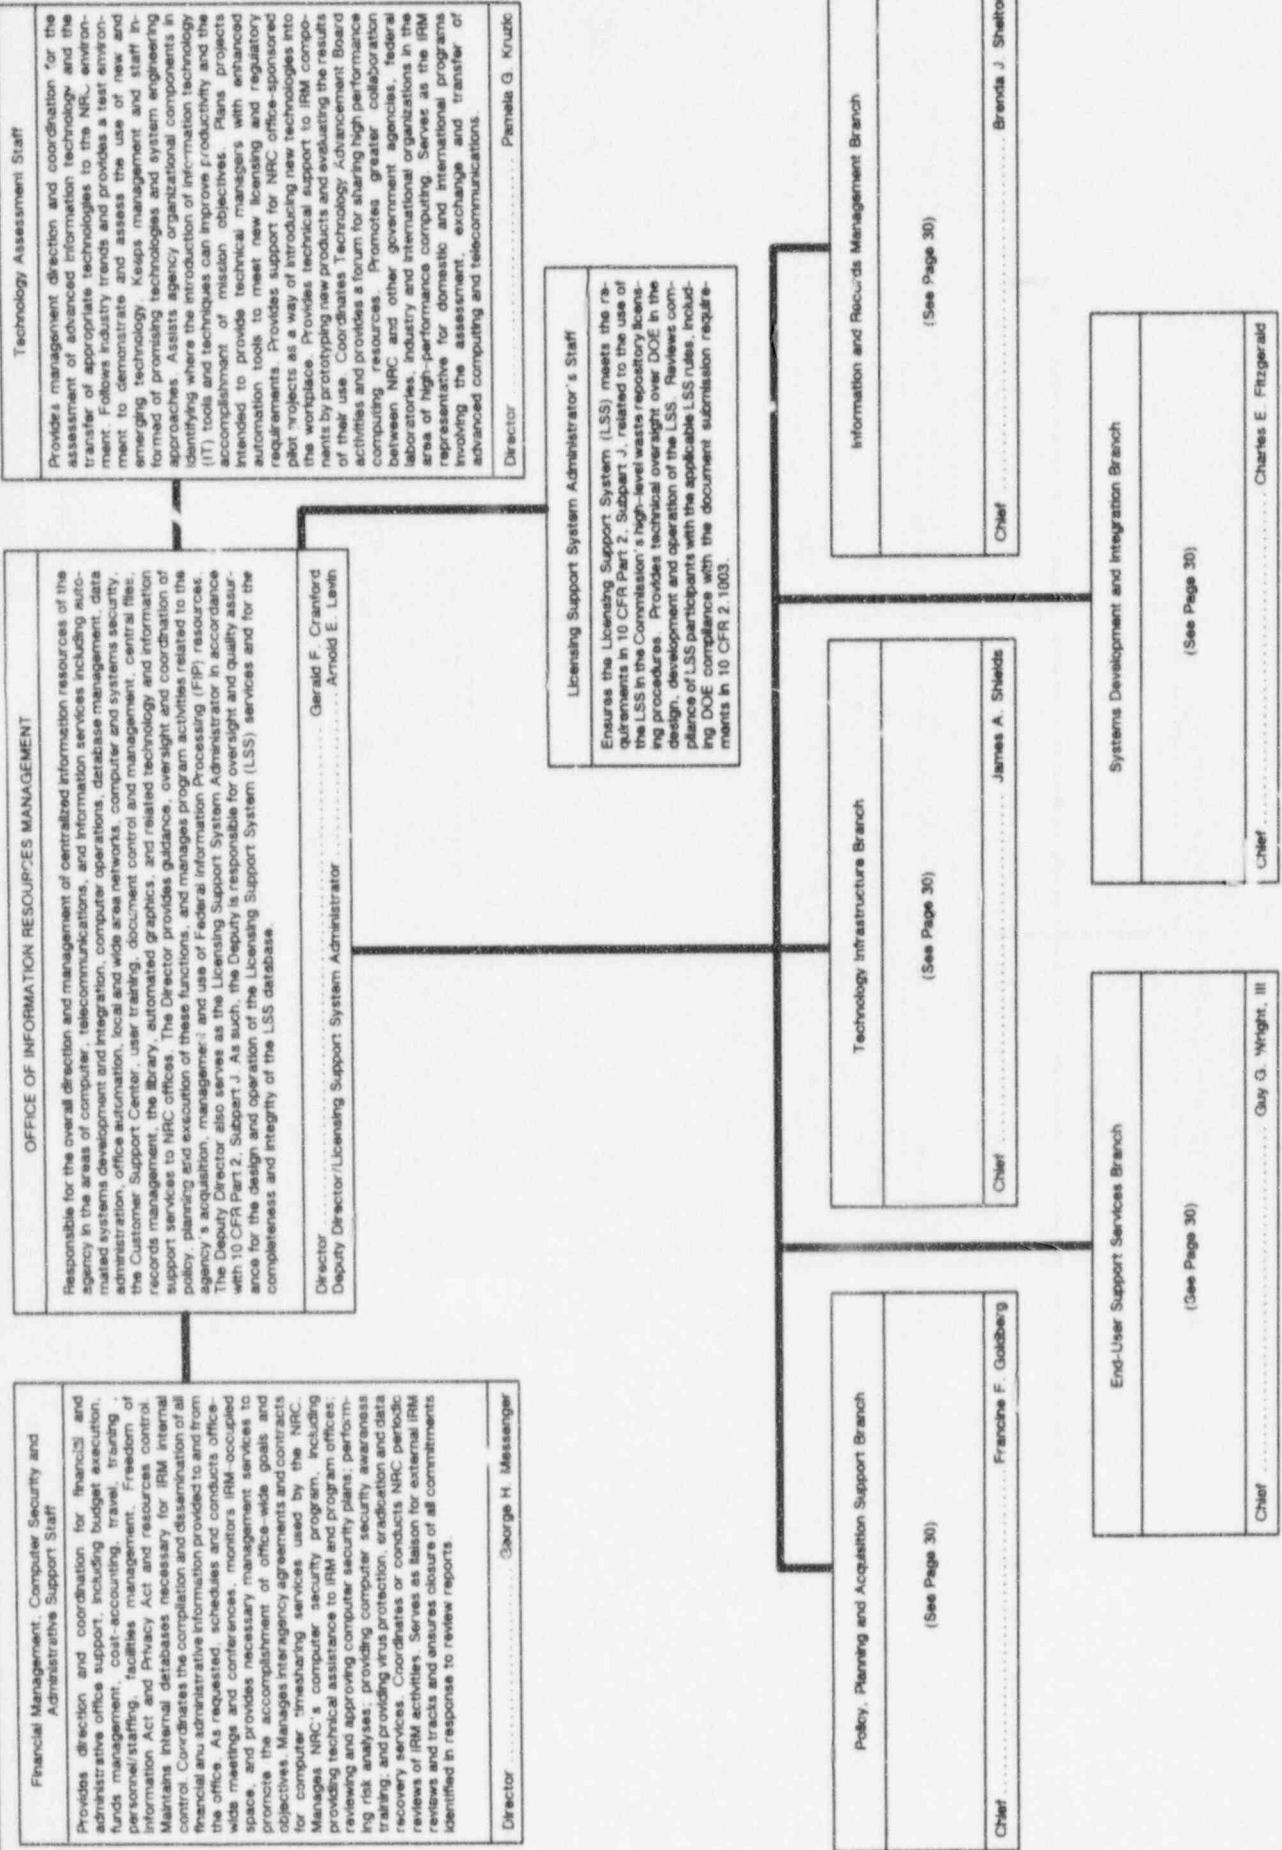 OFFICE OF INFORMATION RESOURCES MANAGEMENT
Responsible for the overall direction and management of centralized information resources of the
agency in the areas of computer, telecommunications, and information services including auto-
mated systems development and integration, computer operations, database management, data
administration, office automation, local and wide area networks, computer and systems security,
the Customer Support Center, user training, document control and management, central files,
records management, the library, automated graphics, and related technology and information
support services to NRC offices. The Director provides guidance, oversight and coordination of
policy, planning and execution of these functions, and manages program activities related to the
agency's acquisition, management and use of Federal Information Processing (FIP) resources.
The Deputy Director also serves as the Licensing Support System Administrator in accordance
with 10 CFR Part 2, Subpart J. As such, the Deputy is responsible for oversight and quality assur-
ance for the design and operation of the Licensing Support System (LSS) services and for the
completeness and integrity of the LSS database.
Director .......... Gerald F. Cranford
Deputy Director/Licensing Support System Administrator .......... Arnold E. Levin
Financial Management, Computer Security and
Administrative Support Staff
Provides direction and coordination for financial and
administrative office support, including budget execution,
funds management, cost-accounting, travel, training,
personnel/staffing, facilities management, Freedom of
Information Act and Privacy Act and resources control.
Maintains internal databases necessary for IRM internal
control. Coordinates the compilation and dissemination of all
financial and administrative information provided to and from
the office. As requested, schedules and conducts office-
wide meetings and conferences, monitors IRM-occupied
space, and provides necessary management services to
promote the accomplishment of office-wide goals and
objectives. Manages interagency agreements and contracts
for computer timesharing services used by the NRC.
Manages NRC's computer security program, including
providing technical assistance to IRM and program offices;
reviewing and approving computer security plans; perform-
ing risk analyses; providing computer security awareness
training; and providing virus protection, eradication and data
recovery services. Coordinates or conducts NRC periodic
reviews of IRM activities. Serves as liaison for external IRM
reviews and tracks and ensures closure of all commitments
identified in response to review reports.
Director .......... George H. Messenger
Technology Assessment Staff
Provides management direction and coordination for the
assessment of advanced information technology and the
transfer of appropriate technologies to the NRC environ-
ment. Follows industry trends and provides a test environ-
ment to demonstrate and assess the use of new and
emerging technology. Keeps management and staff in-
formed of promising technologies and system engineering
approaches. Assists agency organizational components in
identifying where the introduction of information technology
(IT) tools and techniques can improve productivity and the
accomplishment of mission objectives. Plans projects
intended to provide technical managers with enhanced
automation tools to meet new licensing and regulatory
requirements. Provides support for NRC office-sponsored
pilot projects as a way of introducing new technologies into
the workplace. Provides technical support to IRM compo-
nents by prototyping new products and evaluating the results
of their use. Coordinates Technology Advancement Board
activities and provides a forum for sharing high performance
computing resources. Promotes greater collaboration
between NRC and other government agencies, federal
laboratories, industry and international organizations in the
area of high-performance computing. Serves as the IRM
representative for domestic and international programs
involving the assessment, exchange and transfer of
advanced computing and telecommunications.
Director .......... Pamela G. Kruzic
Licensing Support System Administrator's Staff
Ensures the Licensing Support System (LSS) meets the re-
quirements in 10 CFR Part 2, Subpart J, related to the use of
the LSS in the Commission's high-level waste repository licens-
ing procedures. Provides technical oversight over DOE in the
design, development and operation of the LSS. Reviews com-
pliance of LSS participants with the applicable LSS rules, includ-
ing DOE compliance with the document submission require-
ments in 10 CFR 2.1003.
Policy, Planning and Acquisition Support Branch
(See Page 30)
Chief .......... Francine F. Goldberg
Technology Infrastructure Branch
(See Page 30)
Chief .......... James A. Shields
Information and Records Management Branch
(See Page 30)
Chief .......... Brenda J. Shelto
End-User Support Services Branch
(See Page 30)
Chief .......... Guy G. Wright, III
Systems Development and Integration Branch
(See Page 30)
Chief .......... Charles E. Fitzgerald